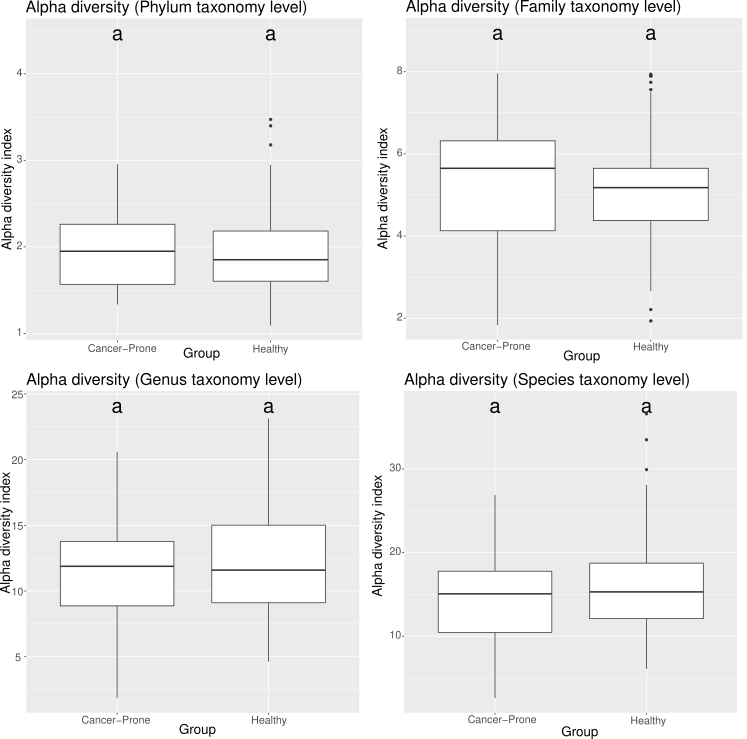 Alpha diversity (Phylum taxonomy level)
a a
4
3
2
1
Alpha diversity index
Cancer−Prone Healthy
Group
Alpha diversity (Family taxonomy level)
a a
8
6
4
2
Alpha diversity index
Cancer−Prone Healthy
Group
Alpha diversity (Genus taxonomy level)
a a
25
20
15
10
5
Alpha diversity index
Cancer−Prone Healthy
Group
Alpha diversity (Species taxonomy level)
a a
30
20
10
Alpha diversity index
Cancer−Prone Healthy
Group